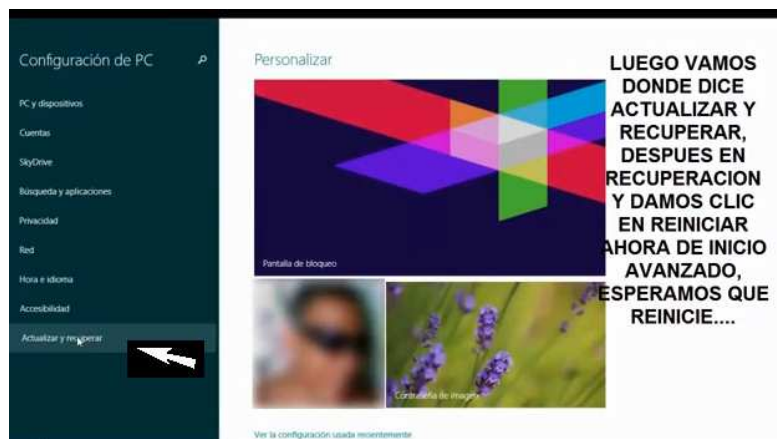 Configuración de PC
PC y dispositivos
Cuentas
SkyDrive
Búsqueda y aplicaciones
Privacidad
Red
Hora e idioma
Accesibilidad
Actualizar y recuperar
Personalizar
Pantalla de bloqueo
Contraseña de imagen
Ver la configuración usada recientemente
LUEGO VAMOS
DONDE DICE
ACTUALIZAR Y
RECUPERAR,
DESPUES EN
RECUPERACION
Y DAMOS CLIC
EN REINICIAR
AHORA DE INICIO
AVANZADO,
ESPERAMOS QUE
REINICIE....